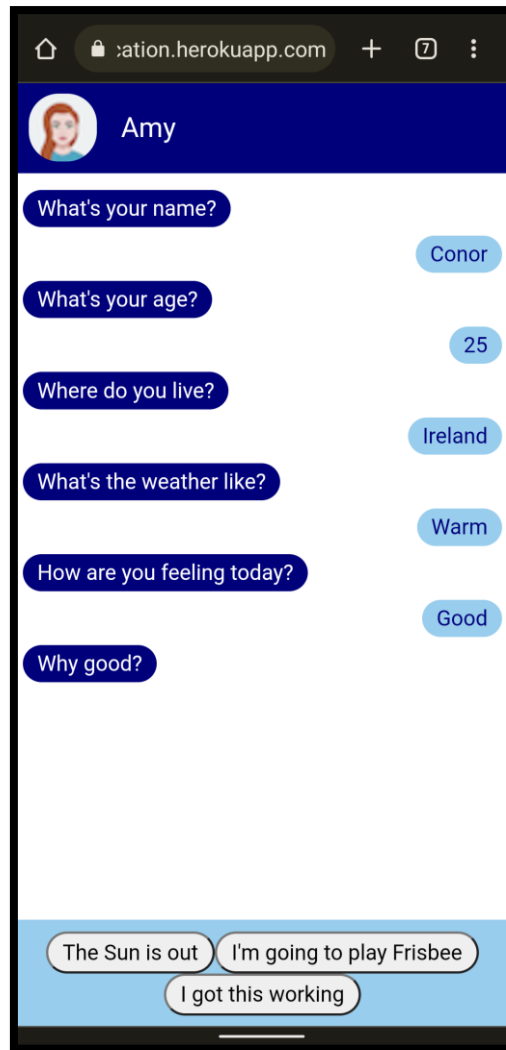 :ation.herokuapp.com
7
Amy
What's your name?
Conor
What's your age?
25
Where do you live?
Ireland
What's the weather like?
Warm
How are you feeling today?
Good
Why good?
The Sun is out
I'm going to play Frisbee
I got this working